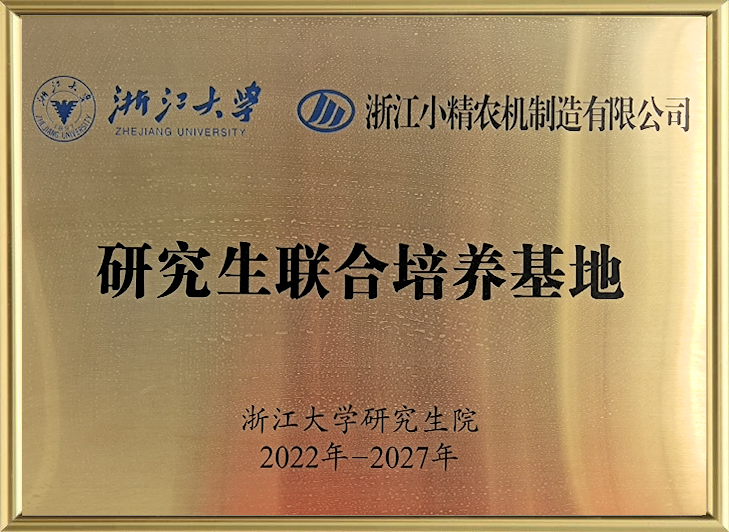 浙江大学 浙江小精农机制造有限公司
ZHEJIANG UNIVERSITY
研究生联合培养基地
浙江大学研究生院
2022年-2027年